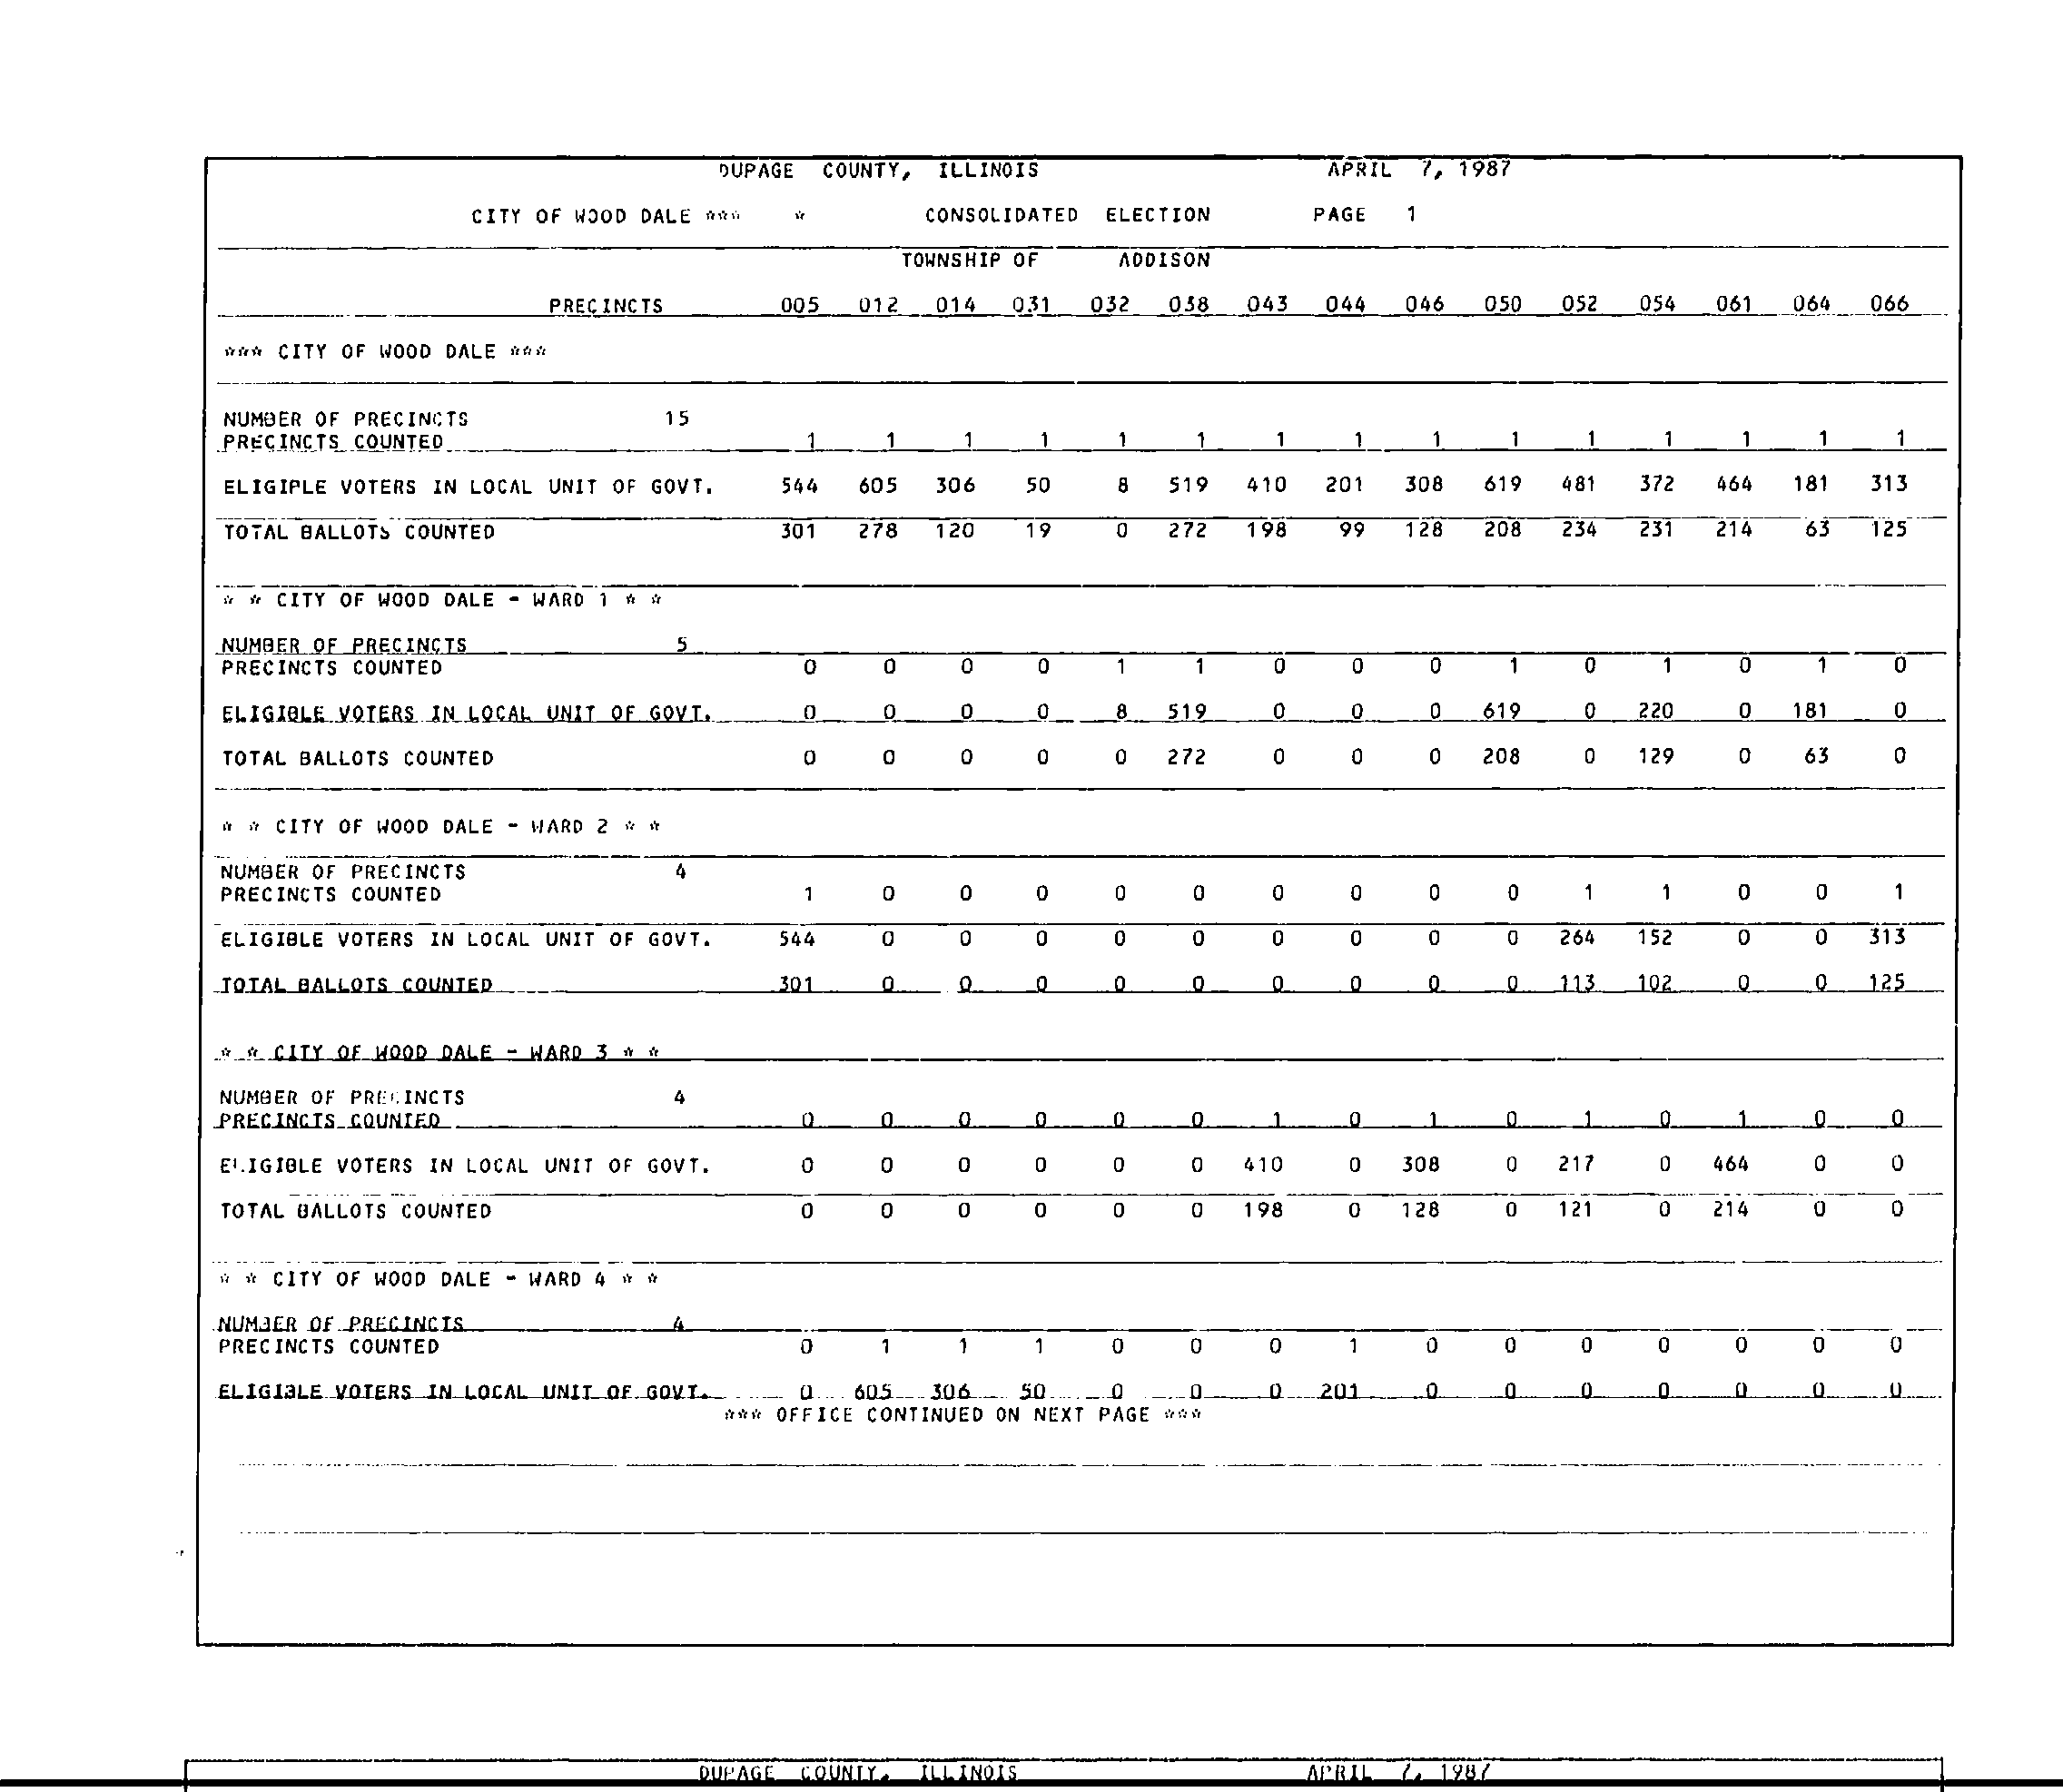 DUPAGE COUNTY, ILLINOIS APRIL 7, 1987
CITY OF WOOD DALE *** * CONSOLIDATED ELECTION PAGE 1
TOWNSHIP OF ADDISON
PRECINCTS 005 012 014 031 032 038 043 044 046 050 052 054 061 064 066
*** CITY OF WOOD DALE ***
NUMBER OF PRECINCTS 15
PRECINCTS COUNTED 1 1 1 1 1 1 1 1 1 1 1 1 1 1 1
ELIGIPLE VOTERS IN LOCAL UNIT OF GOVT. 544 605 306 50 8 519 410 201 308 619 481 372 464 181 313
TOTAL BALLOTS COUNTED 301 278 120 19 0 272 198 99 128 208 234 231 214 63 125
* * CITY OF WOOD DALE - WARD 1 * *
NUMBER OF PRECINCTS 5
PRECINCTS COUNTED 0 0 0 0 1 1 0 0 0 1 0 1 0 1 0
ELIGIBLE VOTERS IN LOCAL UNIT OF GOVT. 0 0 0 0 8 519 0 0 0 619 0 220 0 181 0
TOTAL BALLOTS COUNTED 0 0 0 0 0 272 0 0 0 208 0 129 0 63 0
* * CITY OF WOOD DALE - WARD 2 * *
NUMBER OF PRECINCTS 4
PRECINCTS COUNTED 1 0 0 0 0 0 0 0 0 0 1 1 0 0 1
ELIGIBLE VOTERS IN LOCAL UNIT OF GOVT. 544 0 0 0 0 0 0 0 0 0 264 152 0 0 313
TOTAL BALLOTS COUNTED 301 0 0 0 0 0 0 0 0 0 113 102 0 0 125
* * CITY OF WOOD DALE - WARD 3 * *
NUMBER OF PRECINCTS 4
PRECINCTS COUNTED 0 0 0 0 0 0 1 0 1 0 1 0 1 0 0
ELIGIBLE VOTERS IN LOCAL UNIT OF GOVT. 0 0 0 0 0 0 410 0 308 0 217 0 464 0 0
TOTAL BALLOTS COUNTED 0 0 0 0 0 0 198 0 128 0 121 0 214 0 0
* * CITY OF WOOD DALE - WARD 4 * *
NUMBER OF PRECINCTS 4
PRECINCTS COUNTED 0 1 1 1 0 0 0 1 0 0 0 0 0 0 0
ELIGIBLE VOTERS IN LOCAL UNIT OF GOVT. 0 605 306 50 0 0 0 201 0 0 0 0 0 0 0
*** OFFICE CONTINUED ON NEXT PAGE ***
DUPAGE COUNTY, ILLINOIS APRIL 7, 1987